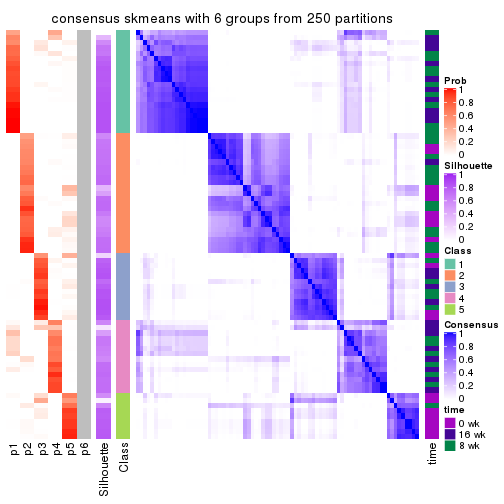 consensus skmeans with 6 groups from 250 partitions
Prob
1
0.8
0.6
0.4
0.2
0
Silhouette
1
0.8
0.6
0.4
0.2
0
Class
1
2
3
4
5
Consensus
1
0.8
0.6
0.4
0.2
0
time
0 wk
16 wk
8 wk
p1
p2
p3
p4
p5
p6
Silhouette
Class
time